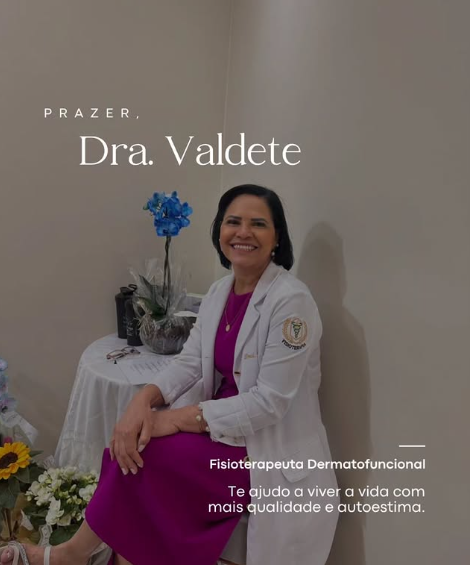 PRAZER,
Dra. Valdete
Fisioterapeuta Dermatofuncional
Te ajudo a viver a vida com
mais qualidade e autoestima.